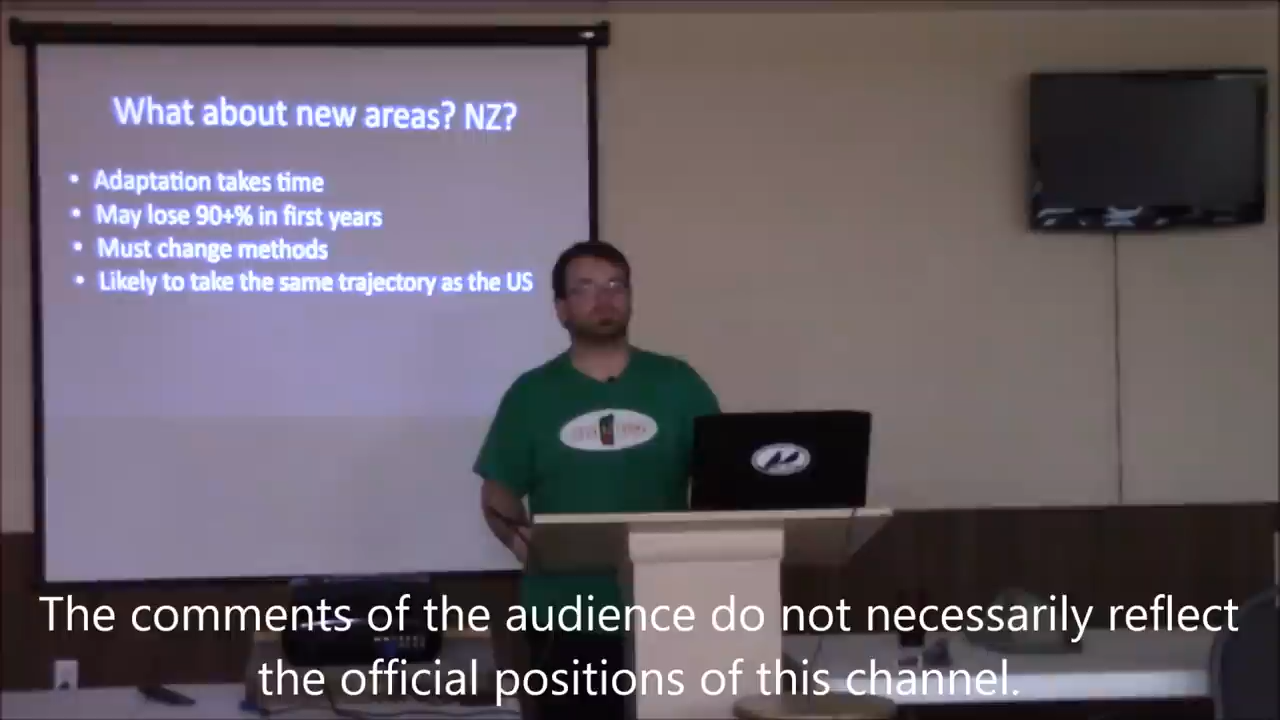 What about new areas? NZ?
• Adaptation takes time
• May lose 90+% in first years
• Must change methods
• Likely to take the same trajectory as the US
The comments of the audience do not necessarily reflect
the official positions of this channel.